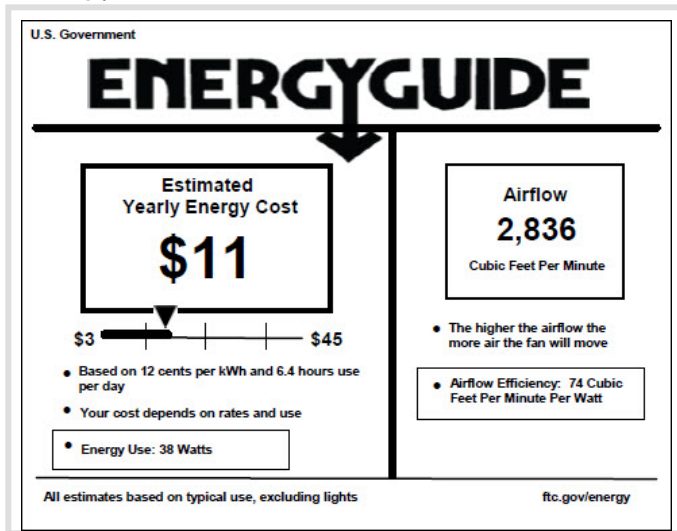 U.S. Government
ENERGYGUIDE
Estimated
Yearly Energy Cost
$11
$3
$45
● Based on 12 cents per kWh and 6.4 hours use
per day
● Your cost depends on rates and use
● Energy Use: 38 Watts
Airflow
2,836
Cubic Feet Per Minute
● The higher the airflow the
more air the fan will move
● Airflow Efficiency: 74 Cubic
Feet Per Minute Per Watt
All estimates based on typical use, excluding lights
ftc.gov/energy